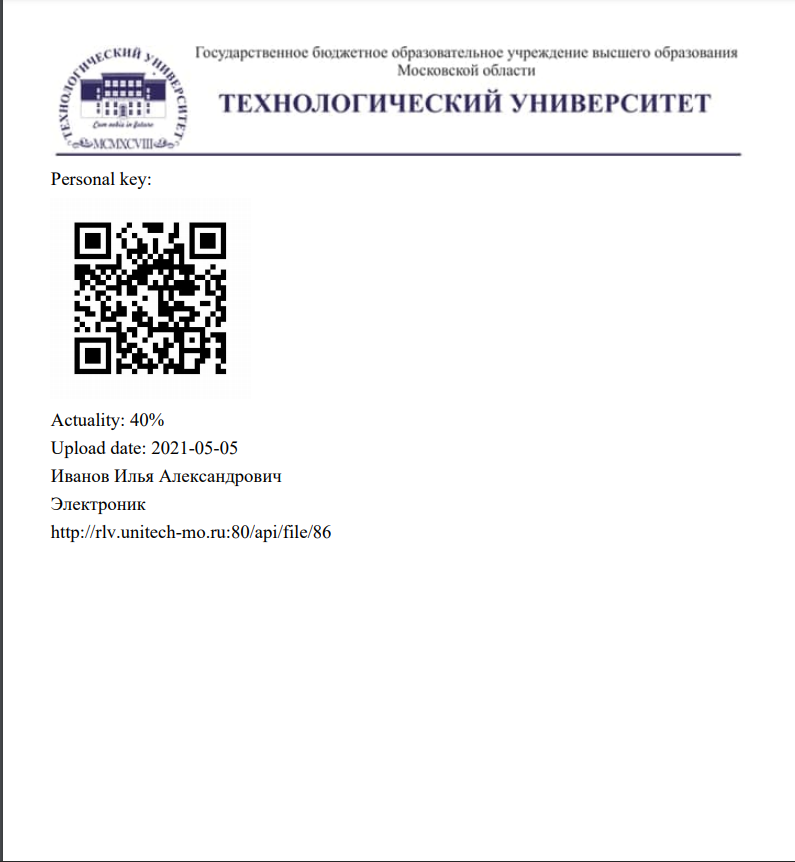 ТЕХНОЛОГИЧЕСКИЙ УНИВЕРСИТЕТ
Cum nobis in futuro
MCMXCVIII
Государственное бюджетное образовательное учреждение высшего образования
Московской области
ТЕХНОЛОГИЧЕСКИЙ УНИВЕРСИТЕТ
Personal key:
Actuality: 40%
Upload date: 2021-05-05
Иванов Илья Александрович
Электроник
http://rlv.unitech-mo.ru:80/api/file/86